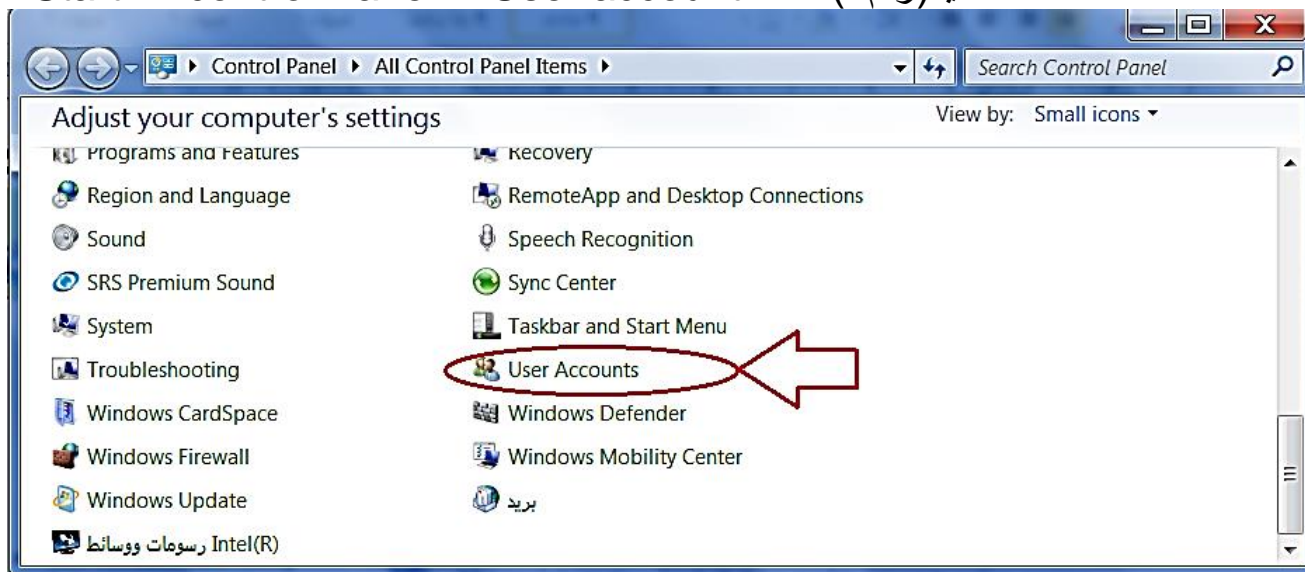 Control Panel All Control Panel Items Search Control Panel
Adjust your computer's settings View by: Small icons
Programs and Features Recovery
Region and Language RemoteApp and Desktop Connections
Sound Speech Recognition
SRS Premium Sound Sync Center
System Taskbar and Start Menu
Troubleshooting User Accounts
Windows CardSpace Windows Defender
Windows Firewall Windows Mobility Center
Windows Update بريد
رسومات ووسائط Intel(R)